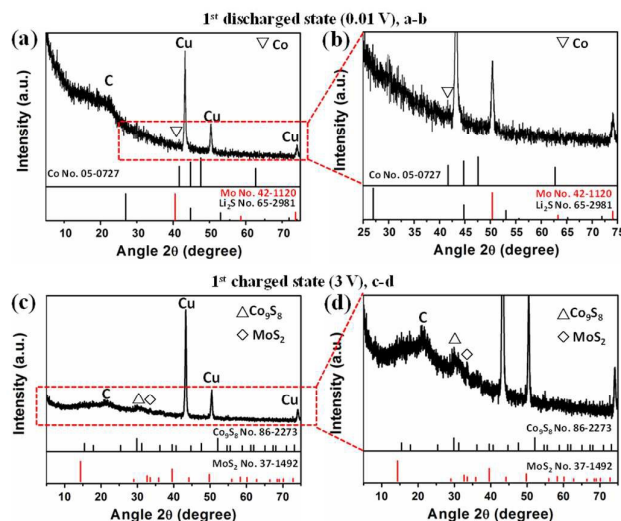 1st discharged state (0.01 V), a-b
(a)
Intensity (a.u.)
C
Cu
Cu
Cu
Co
Co No. 05-0727
Mo No. 42-1120
Li2S No. 65-2981
10 20 30 40 50 60 70
Angle 2θ (degree)
(b)
Intensity (a.u.)
Co
Co No. 05-0727
Mo No. 42-1120
Li2S No. 65-2981
25 30 35 40 45 50 55 60 65 70 75
Angle 2θ (degree)
1st charged state (3 V), c-d
(c)
Intensity (a.u.)
C
Cu
Cu
Cu
Co9S8
MoS2
Co9S8 No. 86-2273
MoS2 No. 37-1492
10 20 30 40 50 60 70
Angle 2θ (degree)
(d)
Intensity (a.u.)
C
Co9S8
MoS2
Co9S8 No. 86-2273
MoS2 No. 37-1492
10 20 30 40 50 60 70
Angle 2θ (degree)